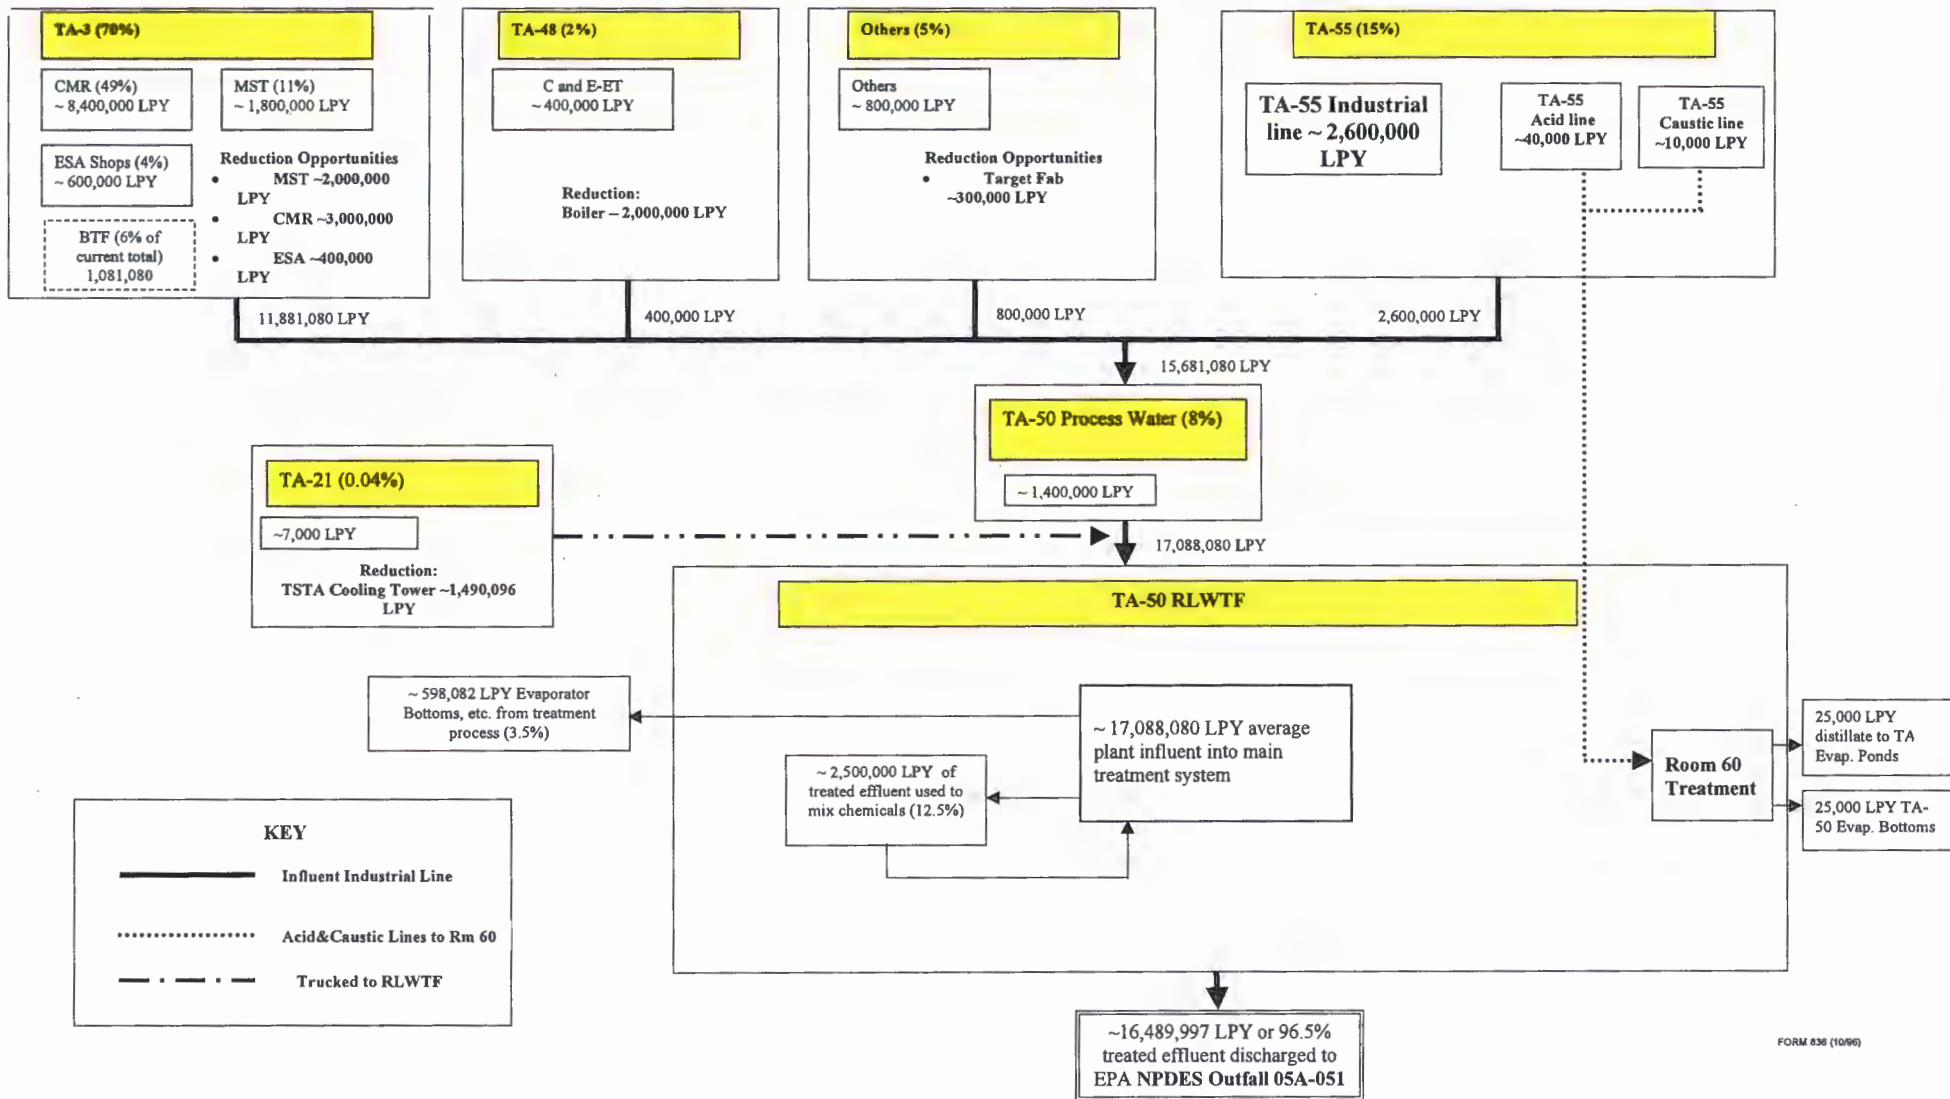 TA-3 (70%)
CMR (49%)
~ 8,400,000 LPY
MST (11%)
~ 1,800,000 LPY
ESA Shops (4%)
~ 600,000 LPY
BTF (6% of
current total)
1,081,080
Reduction Opportunities
• MST ~2,000,000
LPY
• CMR ~3,000,000
LPY
• ESA ~400,000
LPY
TA-48 (2%)
C and E-ET
~ 400,000 LPY
Reduction:
Boiler – 2,000,000 LPY
Others (5%)
Others
~ 800,000 LPY
Reduction Opportunities
• Target Fab
~300,000 LPY
TA-55 (15%)
TA-55 Industrial
line ~ 2,600,000
LPY
TA-55
Acid line
~40,000 LPY
TA-55
Caustic line
~10,000 LPY
11,881,080 LPY
400,000 LPY
800,000 LPY
2,600,000 LPY
15,681,080 LPY
TA-50 Process Water (8%)
~ 1,400,000 LPY
TA-21 (0.04%)
~7,000 LPY
Reduction:
TSTA Cooling Tower ~1,490,096
LPY
17,088,080 LPY
TA-50 RLWTF
~ 598,082 LPY Evaporator
Bottoms, etc. from treatment
process (3.5%)
~ 17,088,080 LPY average
plant influent into main
treatment system
~ 2,500,000 LPY of
treated effluent used to
mix chemicals (12.5%)
Room 60
Treatment
25,000 LPY
distillate to TA
Evap. Ponds
25,000 LPY TA-
50 Evap. Bottoms
KEY
Influent Industrial Line
Acid&Caustic Lines to Rm 60
Trucked to RLWTF
~16,489,997 LPY or 96.5%
treated effluent discharged to
EPA NPDES Outfall 05A-051
FORM 836 (10/96)